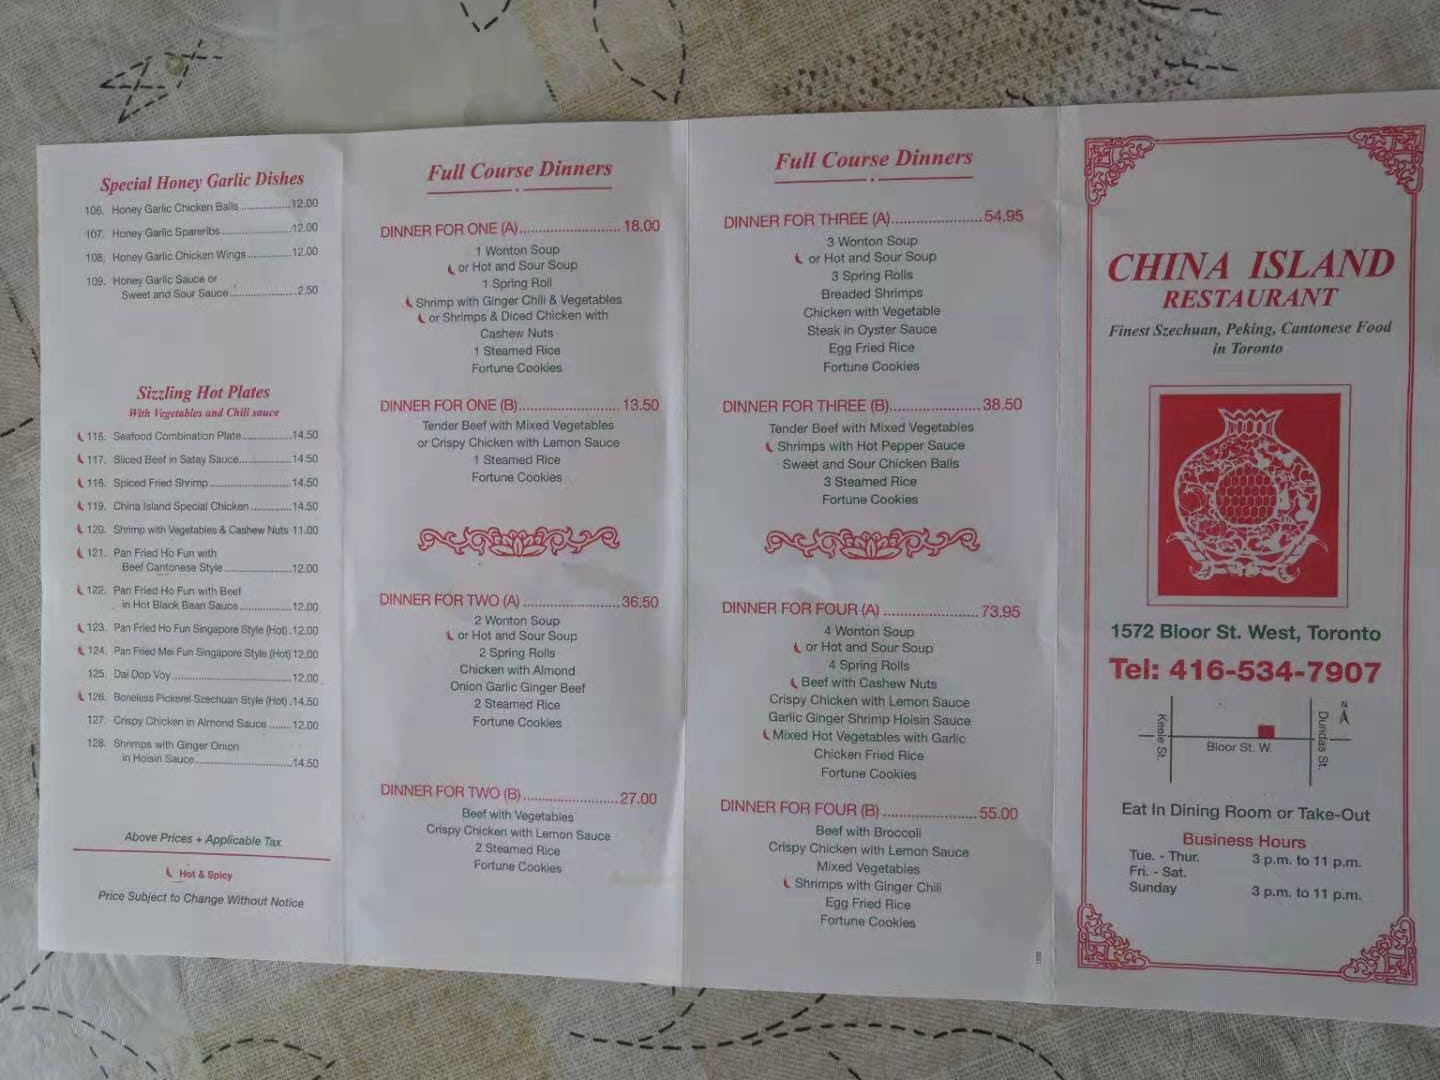 Special Honey Garlic Dishes
106. Honey Garlic Chicken Balls ............... 12.00
107. Honey Garlic Spareribs ..................... 12.00
108. Honey Garlic Chicken Wings ............. 12.00
109. Honey Garlic Sauce or
Sweet and Sour Sauce .................... 2.50
Sizzling Hot Plates
With Vegetables and Chili sauce
116. Seafood Combination Plate ............... 14.50
117. Sliced Beef in Satay Sauce ............... 14.50
118. Spiced Fried Shrimp ........................ 14.50
119. China Island Special Chicken ............ 14.50
120. Shrimp with Vegetables & Cashew Nuts 11.00
121. Pan Fried Ho Fun with
Beef Cantonese Style .................... 12.00
122. Pan Fried Ho Fun with Beef
in Hot Black Bean Sauce ............... 12.00
123. Pan Fried Ho Fun Singapore Style (Hot) . 12.00
124. Pan Fried Mei Fun Singapore Style (Hot) 12.00
125. Dai Dop Voy .................................. 12.00
126. Boneless Pickerel Szechuan Style (Hot) . 14.50
127. Crispy Chicken in Almond Sauce ....... 12.00
128. Shrimps with Ginger Onion
in Hoisin Sauce ............................ 14.50
Above Prices + Applicable Tax
Hot & Spicy
Price Subject to Change Without Notice
Full Course Dinners
DINNER FOR ONE (A) ........................ 18.00
1 Wonton Soup
or Hot and Sour Soup
1 Spring Roll
Shrimp with Ginger Chili & Vegetables
or Shrimps & Diced Chicken with
Cashew Nuts
1 Steamed Rice
Fortune Cookies
DINNER FOR ONE (B) ........................ 13.50
Tender Beef with Mixed Vegetables
or Crispy Chicken with Lemon Sauce
1 Steamed Rice
Fortune Cookies
DINNER FOR TWO (A) ....................... 36.50
2 Wonton Soup
or Hot and Sour Soup
2 Spring Rolls
Chicken with Almond
Onion Garlic Ginger Beef
2 Steamed Rice
Fortune Cookies
DINNER FOR TWO (B) ....................... 27.00
Beef with Vegetables
Crispy Chicken with Lemon Sauce
2 Steamed Rice
Fortune Cookies
Full Course Dinners
DINNER FOR THREE (A) ...................... 54.95
3 Wonton Soup
or Hot and Sour Soup
3 Spring Rolls
Breaded Shrimps
Chicken with Vegetable
Steak in Oyster Sauce
Egg Fried Rice
Fortune Cookies
DINNER FOR THREE (B) ...................... 38.50
Tender Beef with Mixed Vegetables
Shrimps with Hot Pepper Sauce
Sweet and Sour Chicken Balls
3 Steamed Rice
Fortune Cookies
DINNER FOR FOUR (A) ....................... 73.95
4 Wonton Soup
or Hot and Sour Soup
4 Spring Rolls
Beef with Cashew Nuts
Crispy Chicken with Lemon Sauce
Garlic Ginger Shrimp Hoisin Sauce
Mixed Hot Vegetables with Garlic
Chicken Fried Rice
Fortune Cookies
DINNER FOR FOUR (B) ....................... 55.00
Beef with Broccoli
Crispy Chicken with Lemon Sauce
Mixed Vegetables
Shrimps with Ginger Chili
Egg Fried Rice
Fortune Cookies
CHINA ISLAND
RESTAURANT
Finest Szechuan, Peking, Cantonese Food
in Toronto
1572 Bloor St. West, Toronto
Tel: 416-534-7907
Keele St.
Bloor St. W.
Dundas St.
N
Eat In Dining Room or Take-Out
Business Hours
Tue. - Thur. 3 p.m. to 11 p.m.
Fri. - Sat.
Sunday 3 p.m. to 11 p.m.